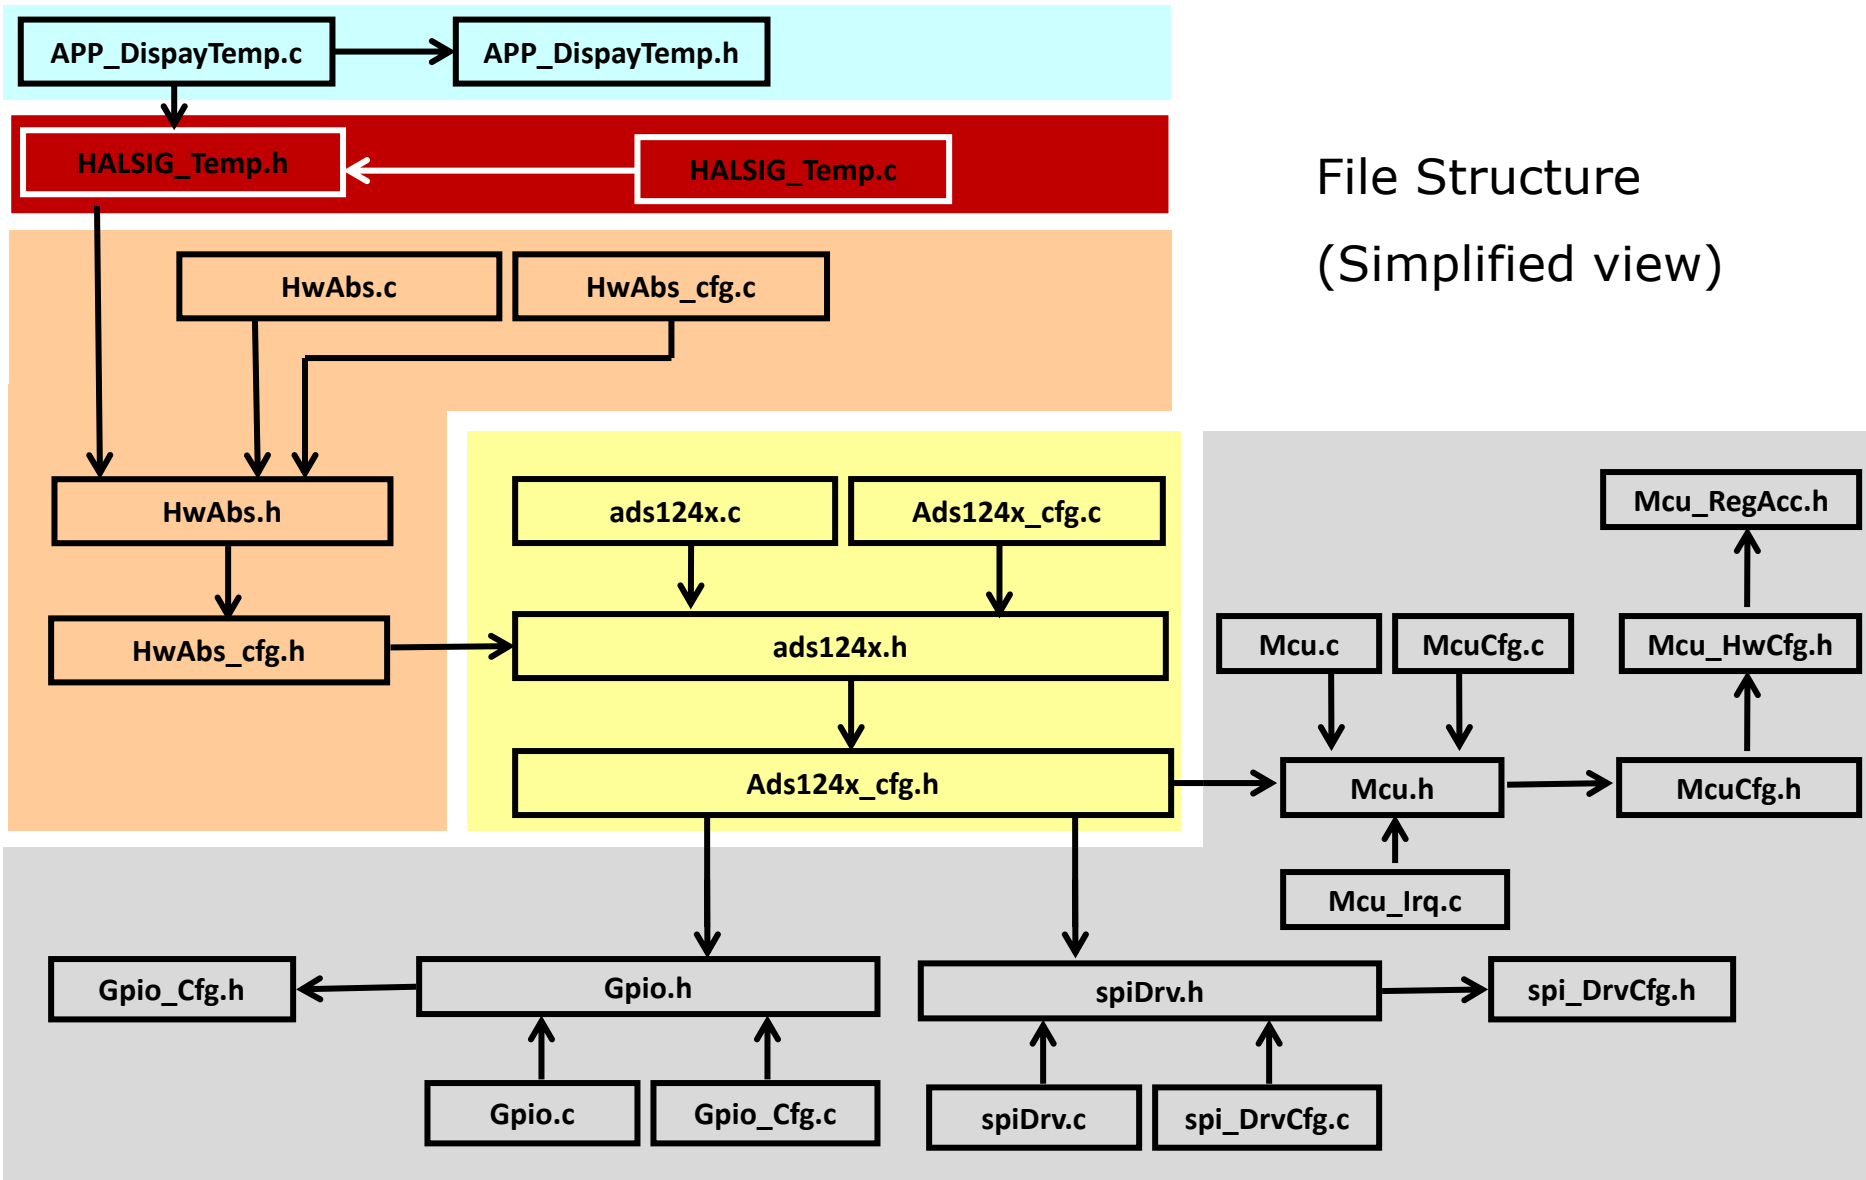 APP_DispayTemp.c
APP_DispayTemp.h
HALSIG_Temp.h
HALSIG_Temp.c
File Structure
(Simplified view)
HwAbs.c
HwAbs_cfg.c
HwAbs.h
ads124x.c
Ads124x_cfg.c
Mcu_RegAcc.h
HwAbs_cfg.h
ads124x.h
Mcu.c
McuCfg.c
Mcu_HwCfg.h
Ads124x_cfg.h
Mcu.h
McuCfg.h
Mcu_Irq.c
Gpio_Cfg.h
Gpio.h
spiDrv.h
spi_DrvCfg.h
Gpio.c
Gpio_Cfg.c
spiDrv.c
spi_DrvCfg.c